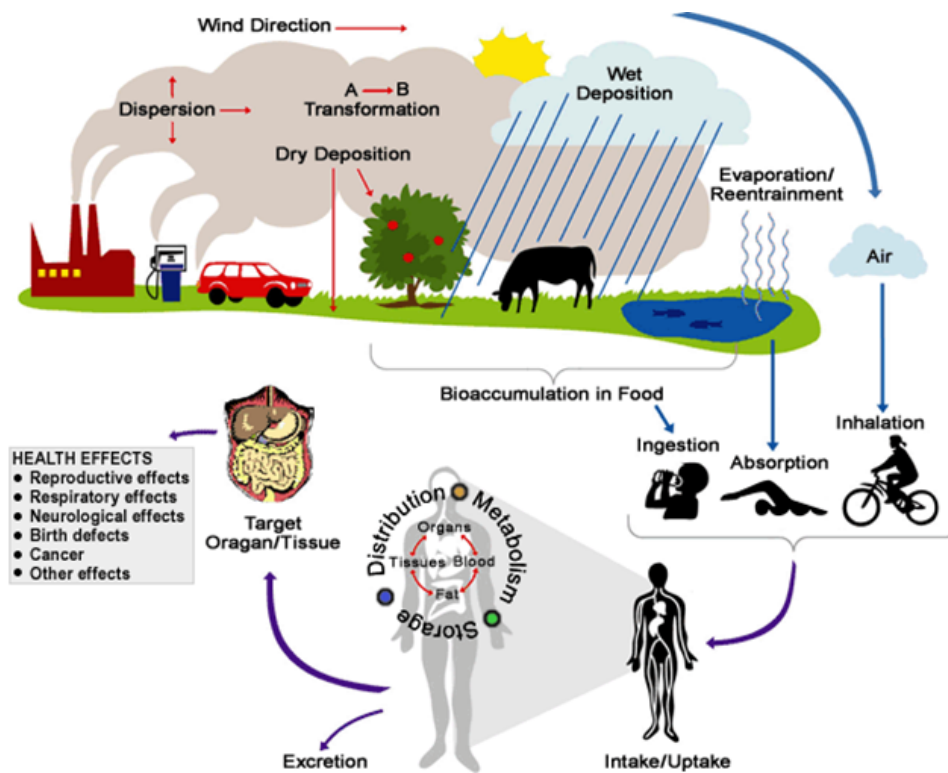 Wind Direction
Dispersion
A B
Transformation
Wet
Deposition
Dry Deposition
Evaporation/
Reentrainment
Air
Bioaccumulation in Food
Ingestion
Absorption
Inhalation
HEALTH EFFECTS
● Reproductive effects
● Respiratory effects
● Neurological effects
● Birth defects
● Cancer
● Other effects
Target
Oragan/Tissue
Distribution
Metabolism
Storage
Organs
Tissues
Blood
Fat
Excretion
Intake/Uptake